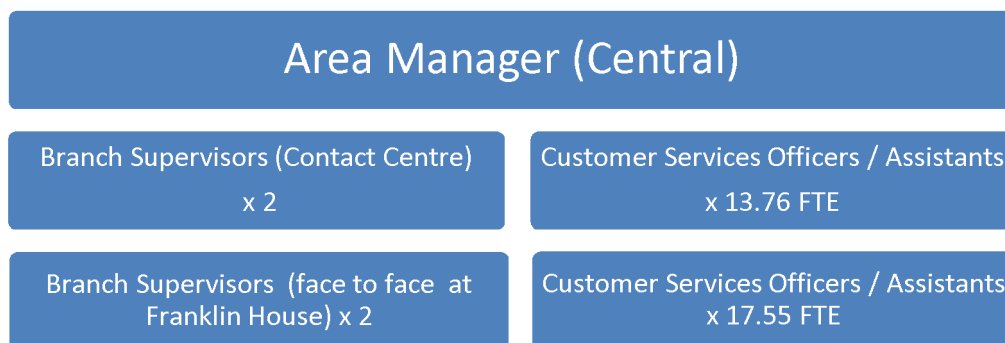 Area Manager (Central)
Branch Supervisors (Contact Centre)
x 2
Customer Services Officers / Assistants
x 13.76 FTE
Branch Supervisors (face to face at
Franklin House) x 2
Customer Services Officers / Assistants
x 17.55 FTE